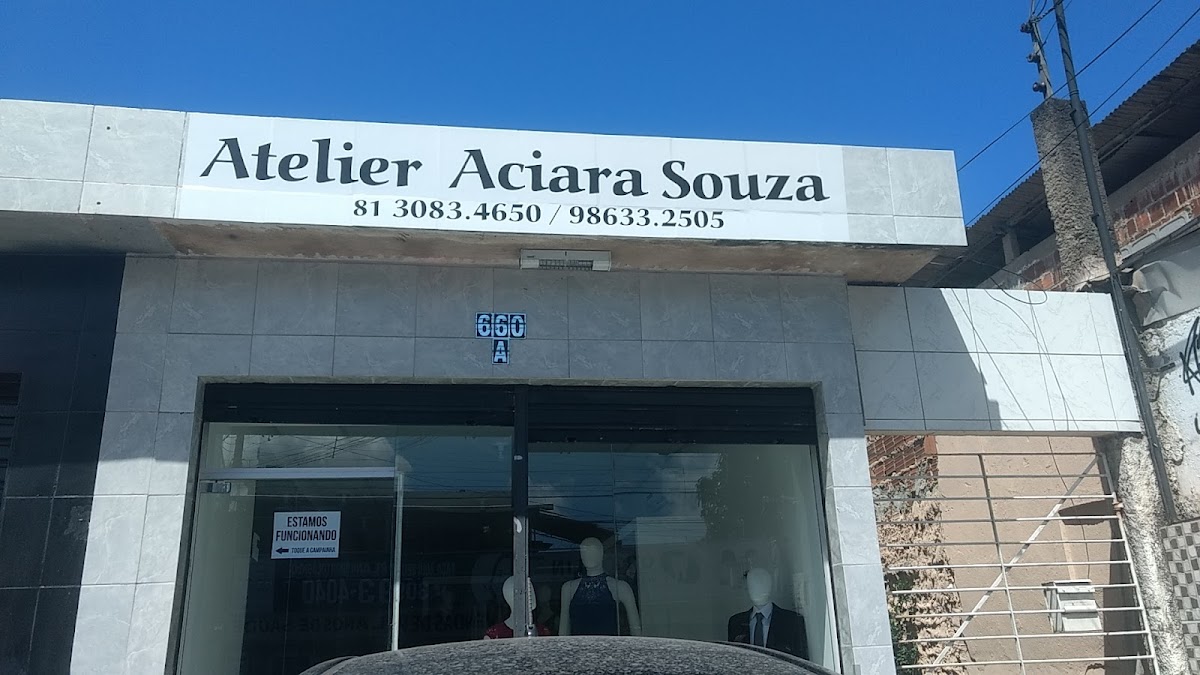 Atelier Aciara Souza
81 3083.4650 / 98633.2505
660
A
ESTAMOS
FUNCIONANDO
TOQUE A CAMPAINHA